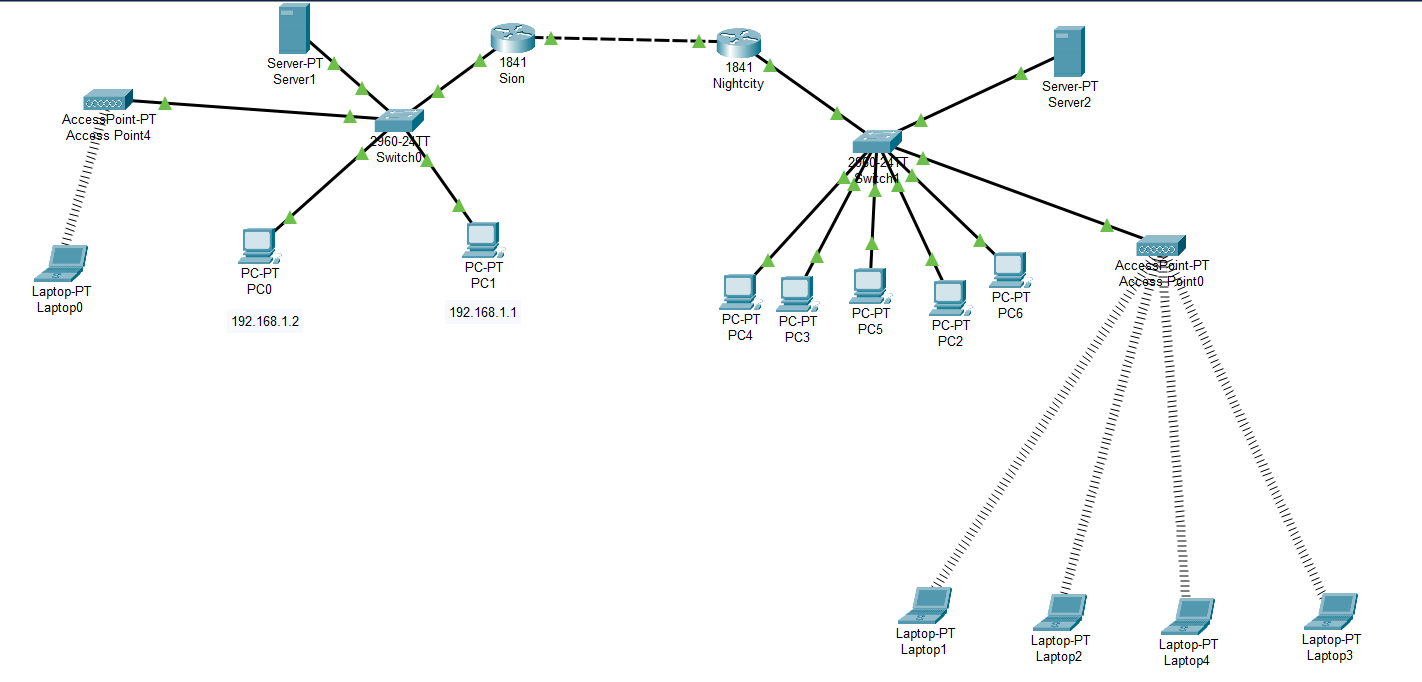 Server-PT
Server1
1841
Sion
1841
Nightcity
Server-PT
Server2
AccessPoint-PT
Access Point4
2960-24TT
Switch0
2960-24TT
Switch1
Laptop-PT
Laptop0
PC-PT
PC0
192.168.1.2
PC-PT
PC1
192.168.1.1
PC-PT
PC4
PC-PT
PC3
PC-PT
PC5
PC-PT
PC2
PC-PT
PC6
AccessPoint-PT
Access Point0
Laptop-PT
Laptop1
Laptop-PT
Laptop2
Laptop-PT
Laptop4
Laptop-PT
Laptop3